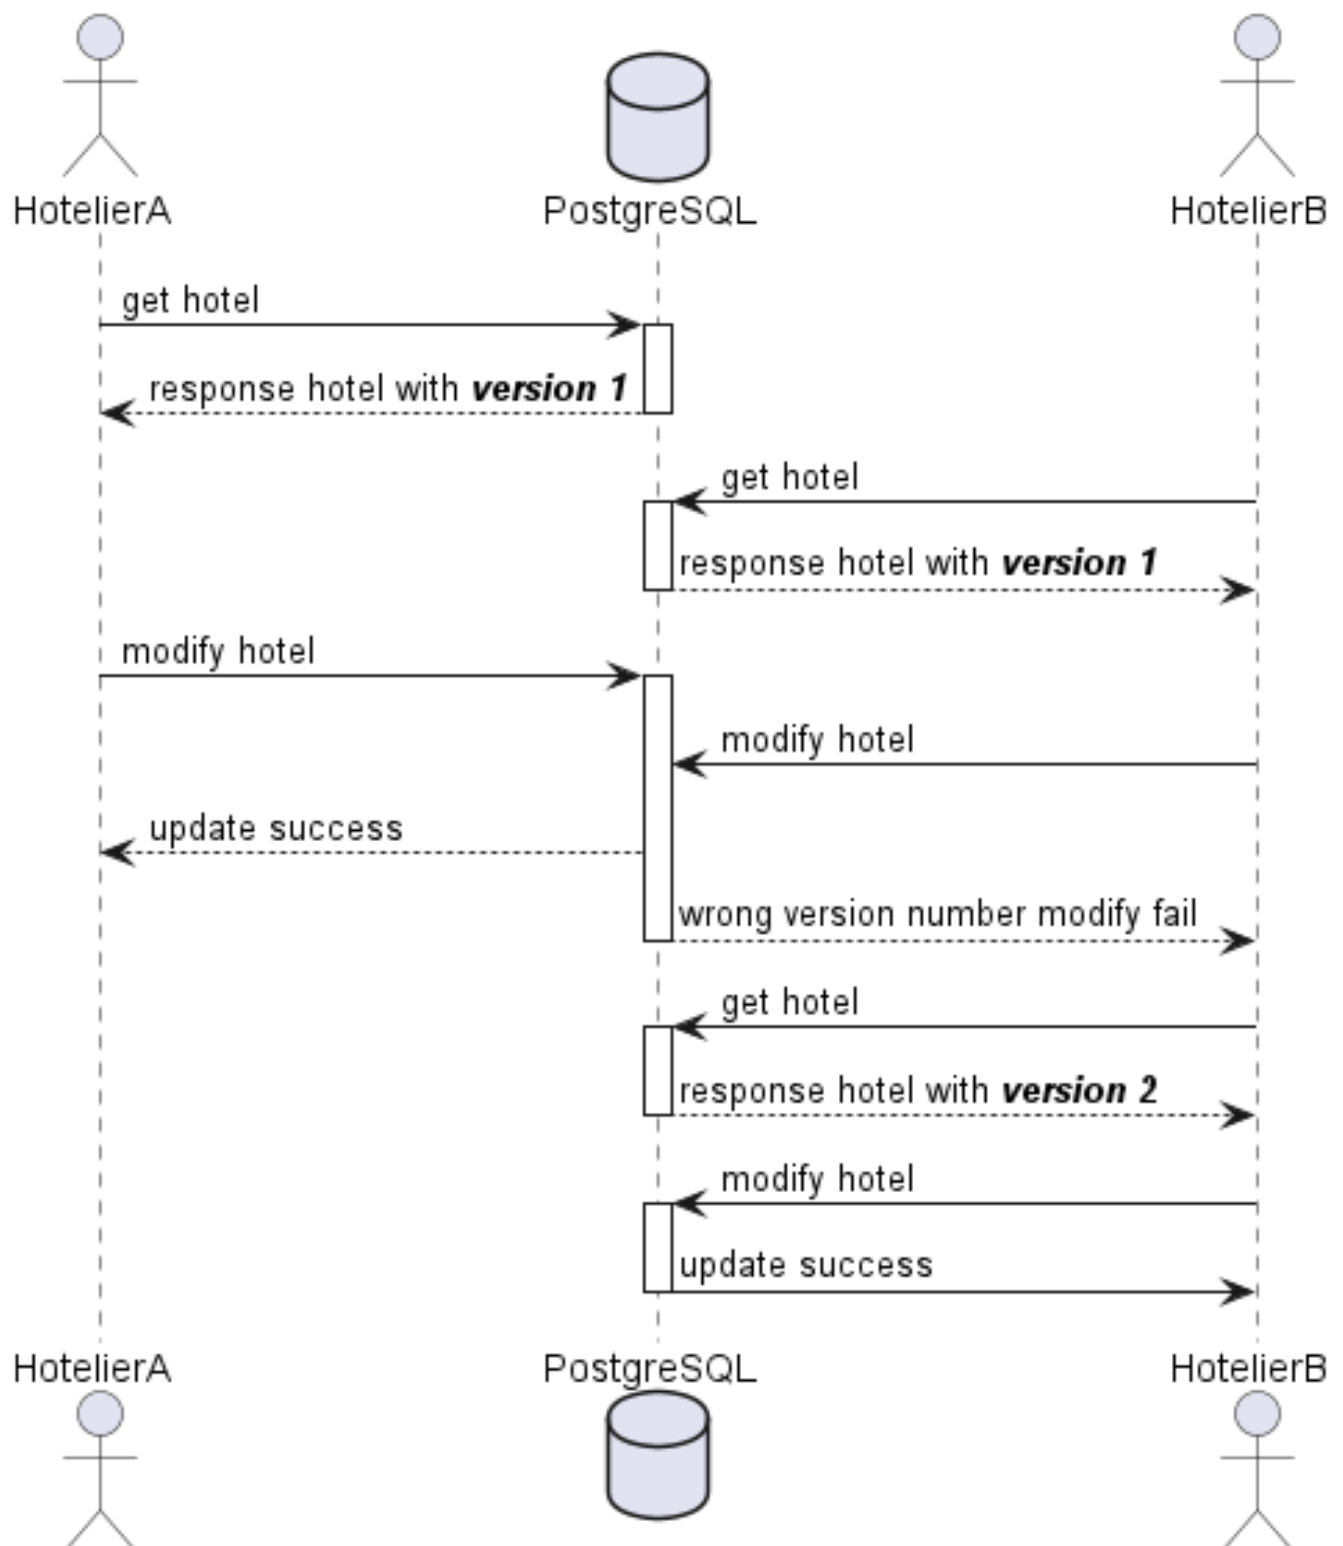 HotelierA
PostgreSQL
HotelierB
get hotel
response hotel with version 1
get hotel
response hotel with version 1
modify hotel
modify hotel
update success
wrong version number modify fail
get hotel
response hotel with version 2
modify hotel
update success
HotelierA
PostgreSQL
HotelierB